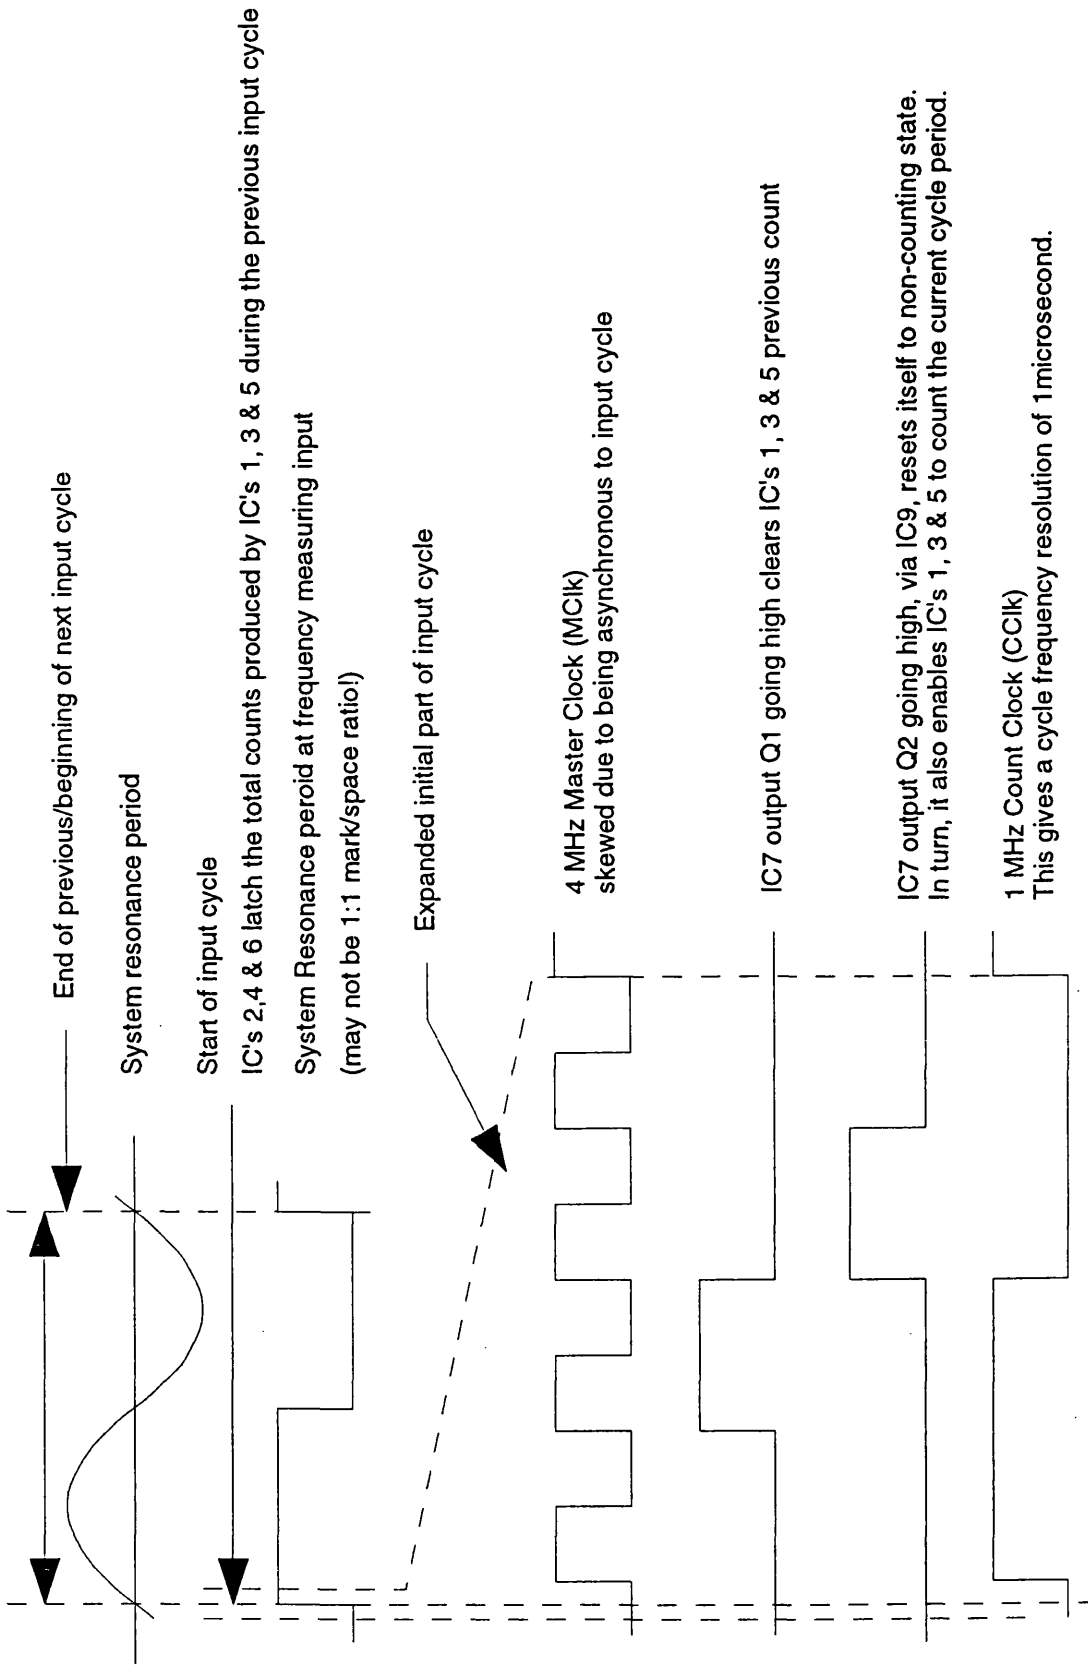 End of previous/beginning of next input cycle
System resonance period
Start of input cycle
IC's 2,4 & 6 latch the total counts produced by IC's 1, 3 & 5 during the previous input cycle
System Resonance peroid at frequency measuring input
(may not be 1:1 mark/space ratio!)
Expanded initial part of input cycle
4 MHz Master Clock (MClk)
skewed due to being asynchronous to input cycle
IC7 output Q1 going high clears IC's 1, 3 & 5 previous count
IC7 output Q2 going high, via IC9, resets itself to non-counting state.
In turn, it also enables IC's 1, 3 & 5 to count the current cycle period.
1 MHz Count Clock (CClk)
This gives a cycle frequency resolution of 1microsecond.